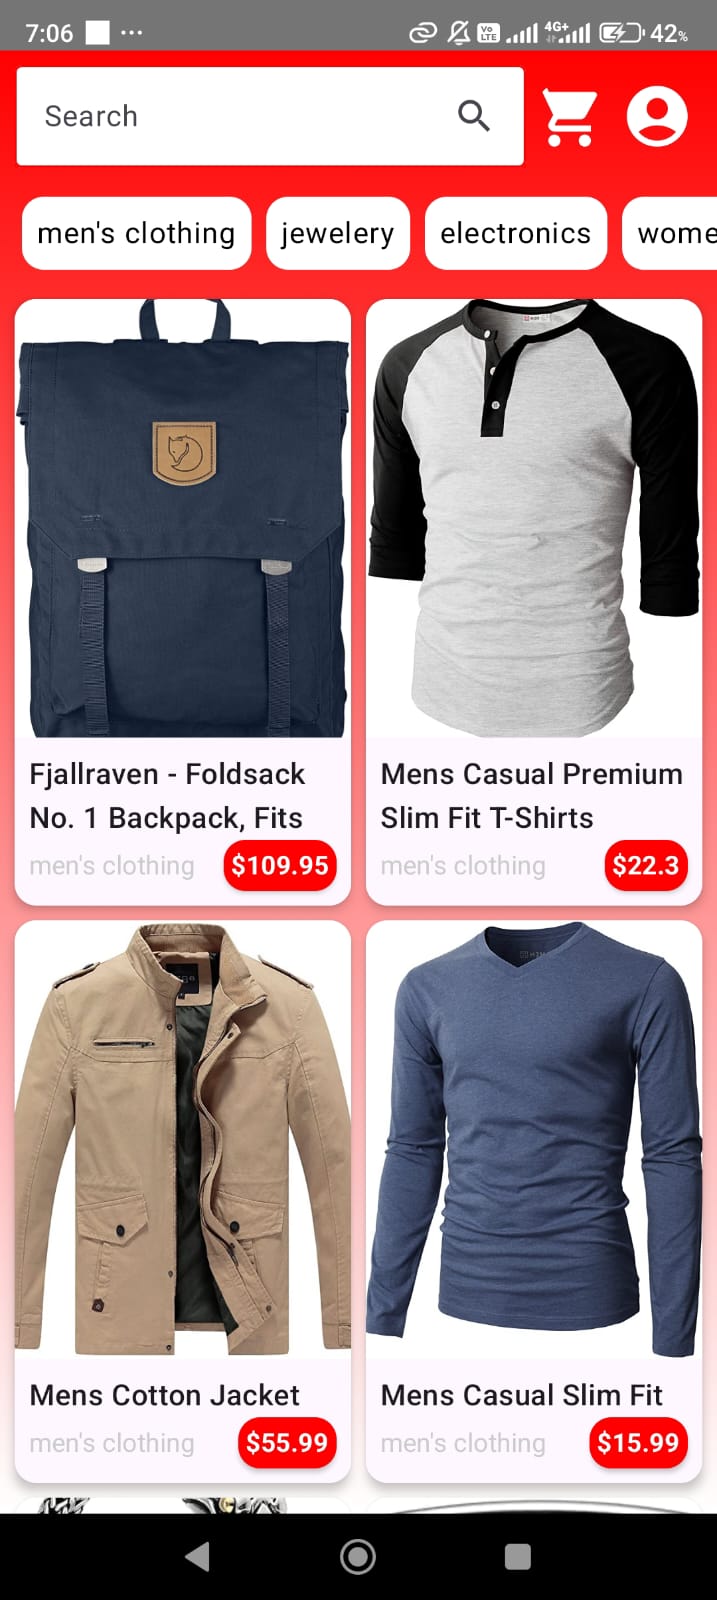 7:06 ... Vo LTE 4G+ 42%
Search
men's clothing jewelery electronics wome
Fjallraven - Foldsack
No. 1 Backpack, Fits
men's clothing $109.95
Mens Casual Premium
Slim Fit T-Shirts
men's clothing $22.3
Mens Cotton Jacket
men's clothing $55.99
Mens Casual Slim Fit
men's clothing $15.99